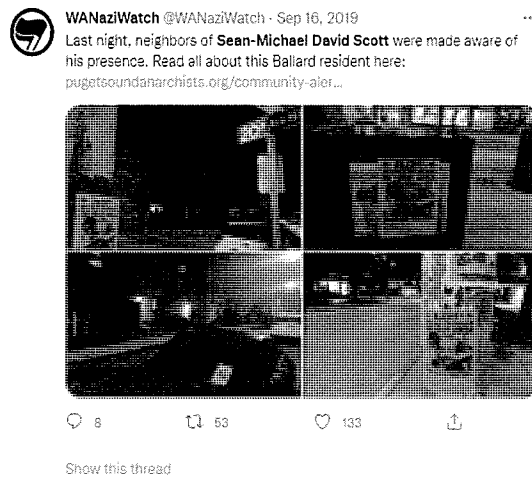 WANaziWatch @WANaziWatch · Sep 16, 2019
Last night, neighbors of Sean-Michael David Scott were made aware of
his presence. Read all about this Ballard resident here:
pugetsoundanarchists.org/community-aler...
8 53 133
Show this thread